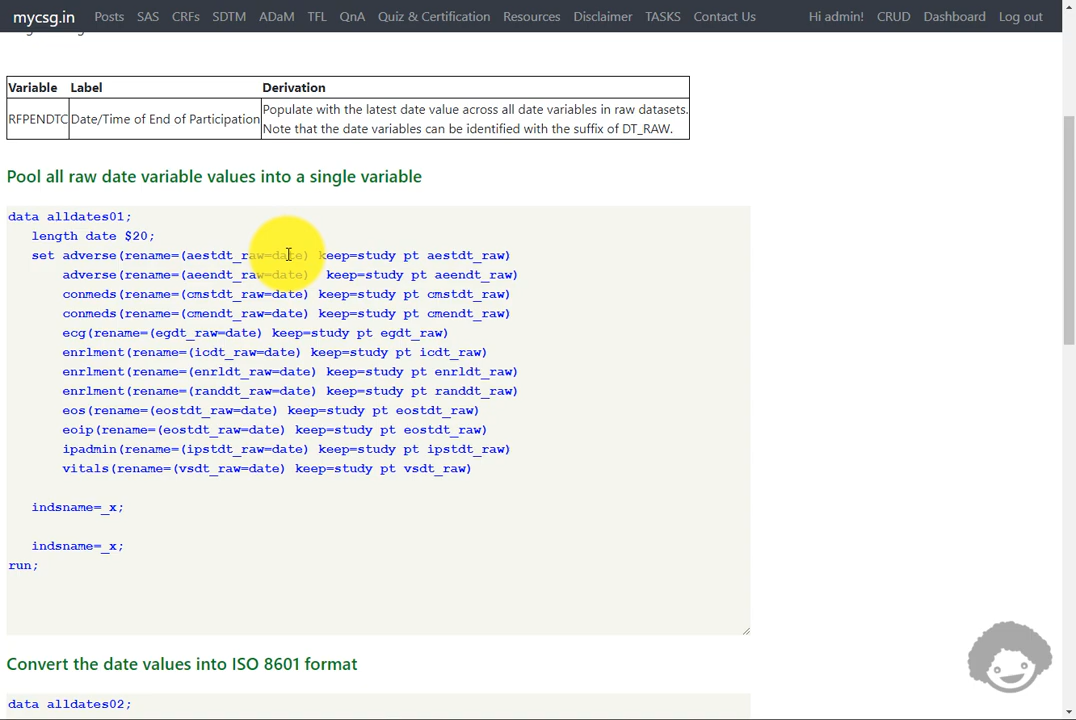 mycsg.in Posts SAS CRFs SDTM ADaM TFL QnA Quiz & Certification Resources Disclaimer TASKS Contact Us Hi admin! CRUD Dashboard Log out
Variable Label Derivation
RFPENDTC Date/Time of End of Participation Populate with the latest date value across all date variables in raw datasets.
Note that the date variables can be identified with the suffix of DT_RAW.
Pool all raw date variable values into a single variable
data alldates01;
length date $20;
set adverse(rename=(aestdt_raw=date) keep=study pt aestdt_raw)
adverse(rename=(aeendt_raw=date) keep=study pt aeendt_raw)
conmeds(rename=(cmstdt_raw=date) keep=study pt cmstdt_raw)
conmeds(rename=(cmendt_raw=date) keep=study pt cmendt_raw)
ecg(rename=(egdt_raw=date) keep=study pt egdt_raw)
enrlment(rename=(icdt_raw=date) keep=study pt icdt_raw)
enrlment(rename=(enrldt_raw=date) keep=study pt enrldt_raw)
enrlment(rename=(randdt_raw=date) keep=study pt randdt_raw)
eos(rename=(eostdt_raw=date) keep=study pt eostdt_raw)
eoip(rename=(eostdt_raw=date) keep=study pt eostdt_raw)
ipadmin(rename=(ipstdt_raw=date) keep=study pt ipstdt_raw)
vitals(rename=(vsdt_raw=date) keep=study pt vsdt_raw)
indsname=_x;
indsname=_x;
run;
Convert the date values into ISO 8601 format
data alldates02;